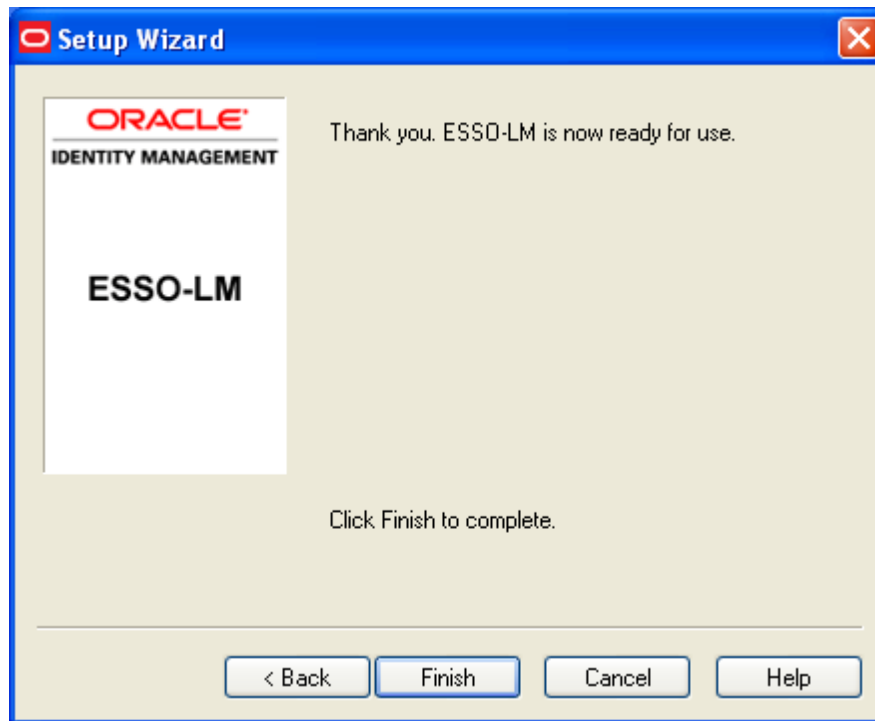 Setup Wizard
ORACLE
IDENTITY MANAGEMENT
ESSO-LM
Thank you. ESSO-LM is now ready for use.
Click Finish to complete.
< Back
Finish
Cancel
Help